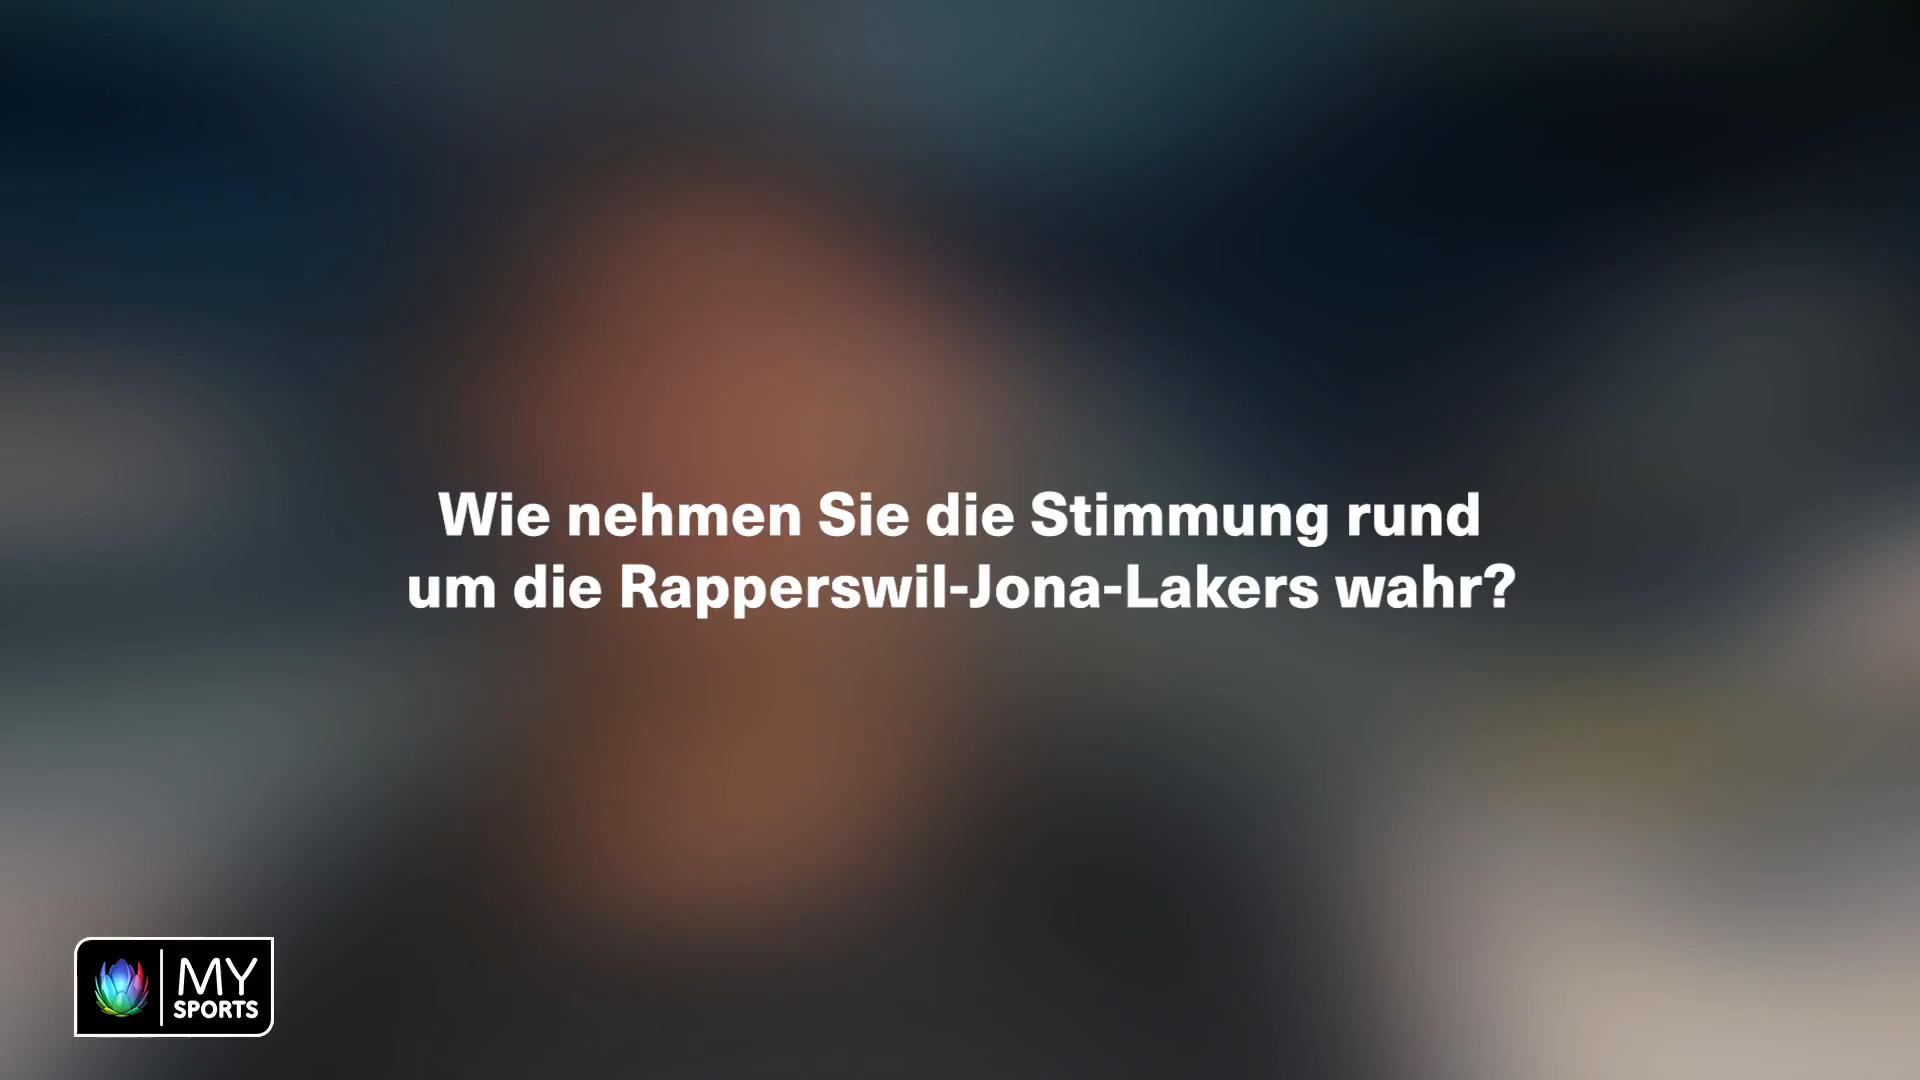 Wie nehmen Sie die Stimmung rund
um die Rapperswil-Jona-Lakers wahr?
MY
SPORTS